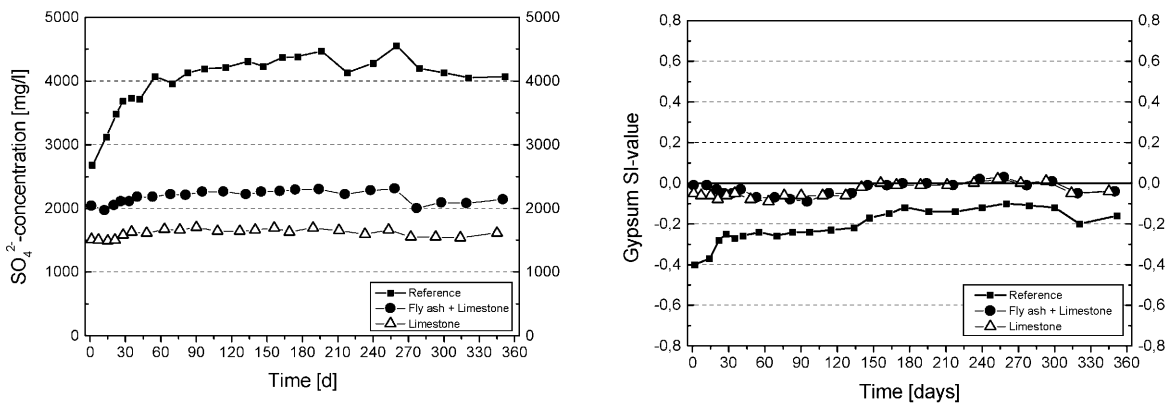 5000
4000
3000
2000
1000
0
SO₄²⁻-concentration [mg/l]
5000
4000
3000
2000
1000
0
Reference
Fly ash + Limestone
Limestone
0 30 60 90 120 150 180 210 240 270 300 330 360
Time [d]
0,8
0,6
0,4
0,2
0,0
-0,2
-0,4
-0,6
-0,8
Gypsum SI-value
0,8
0,6
0,4
0,2
0,0
-0,2
-0,4
-0,6
-0,8
Reference
Fly ash + Limestone
Limestone
0 30 60 90 120 150 180 210 240 270 300 330 360
Time [days]